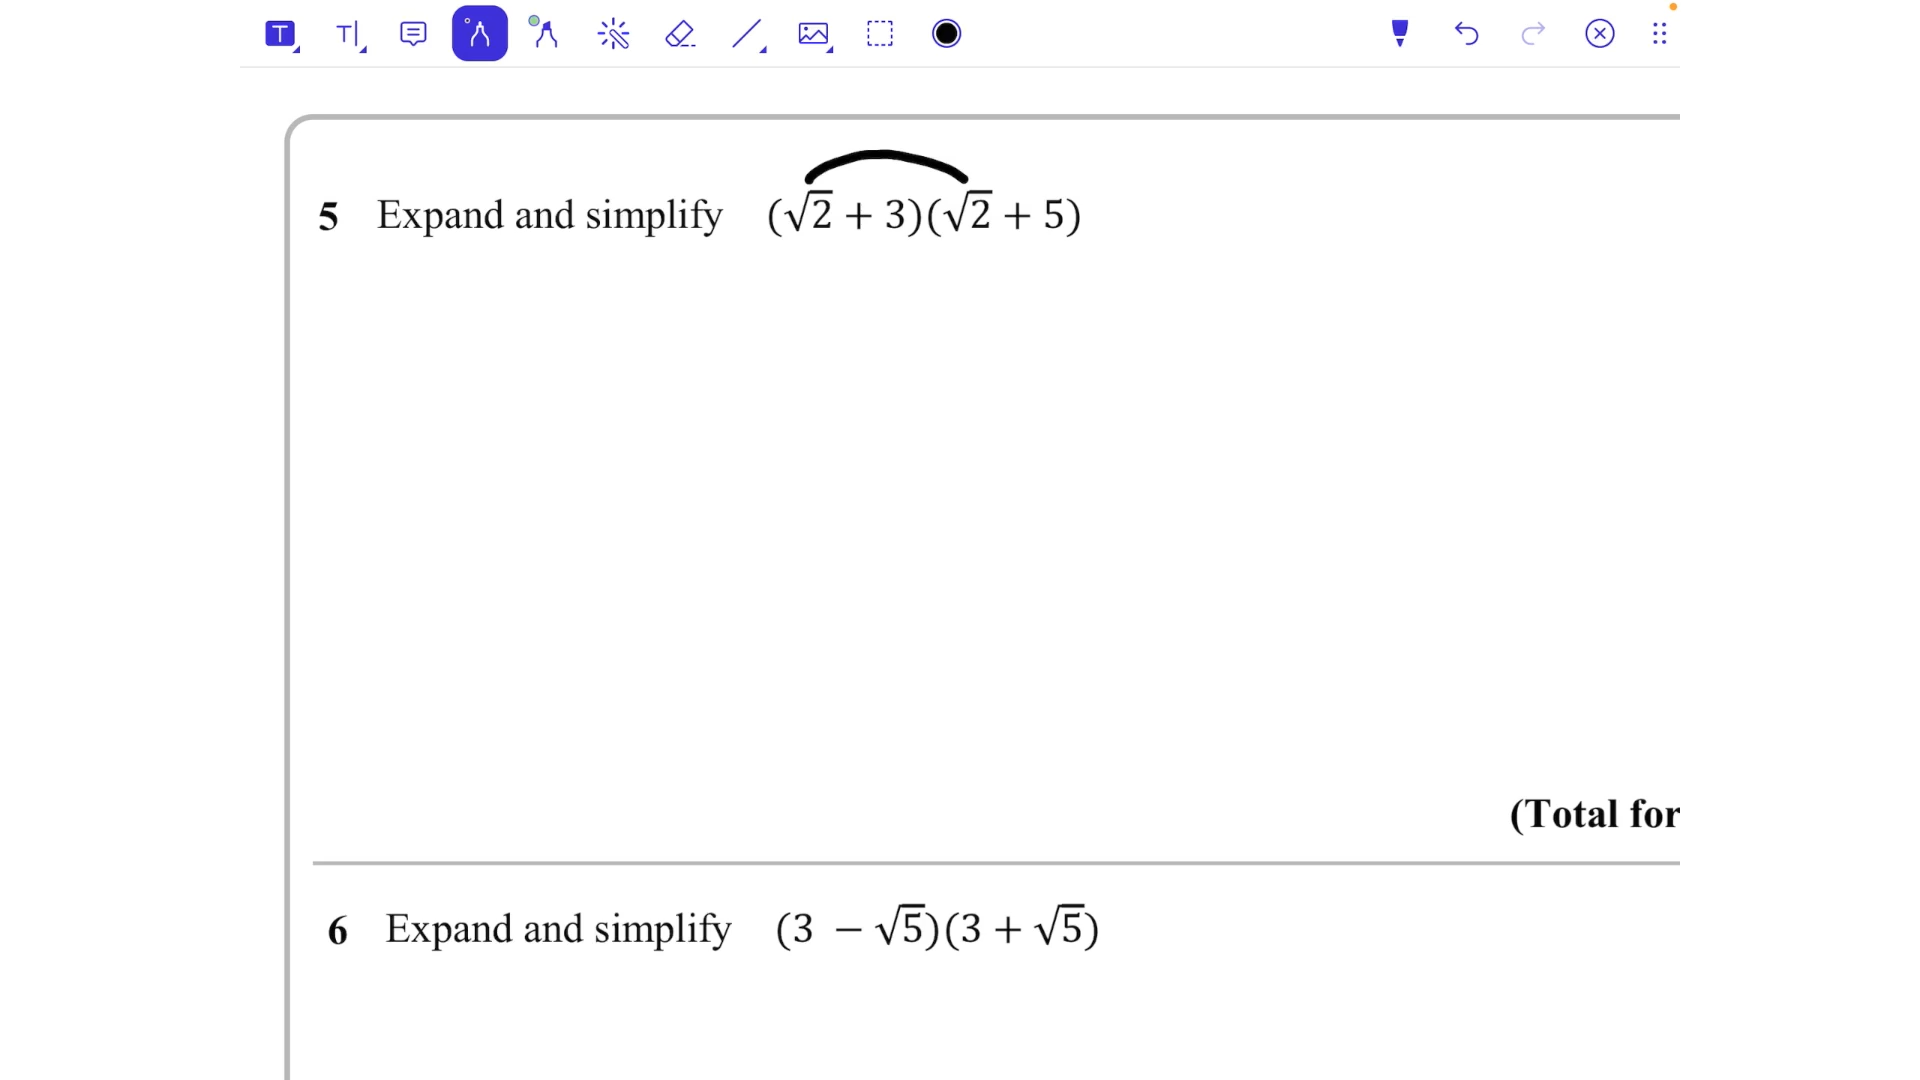 5 Expand and simplify (√2 + 3)(√2 + 5)
(Total for
6 Expand and simplify (3 − √5)(3 + √5)